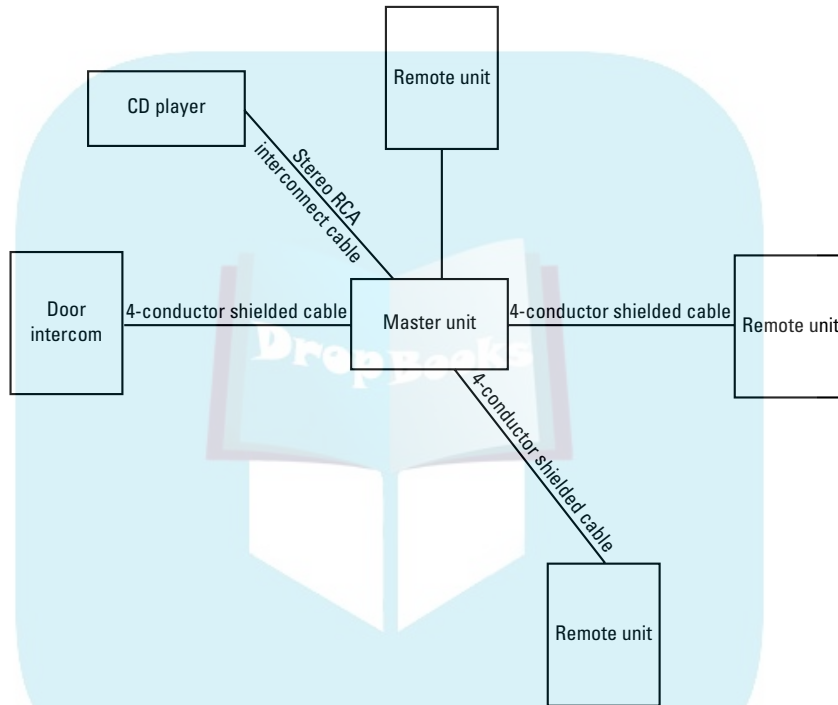 Remote unit
CD player
Stereo RCA
interconnect cable
Door
intercom
4-conductor shielded cable
Master unit
4-conductor shielded cable
Remote unit
DropBooks
4-conductor shielded cable
Remote unit